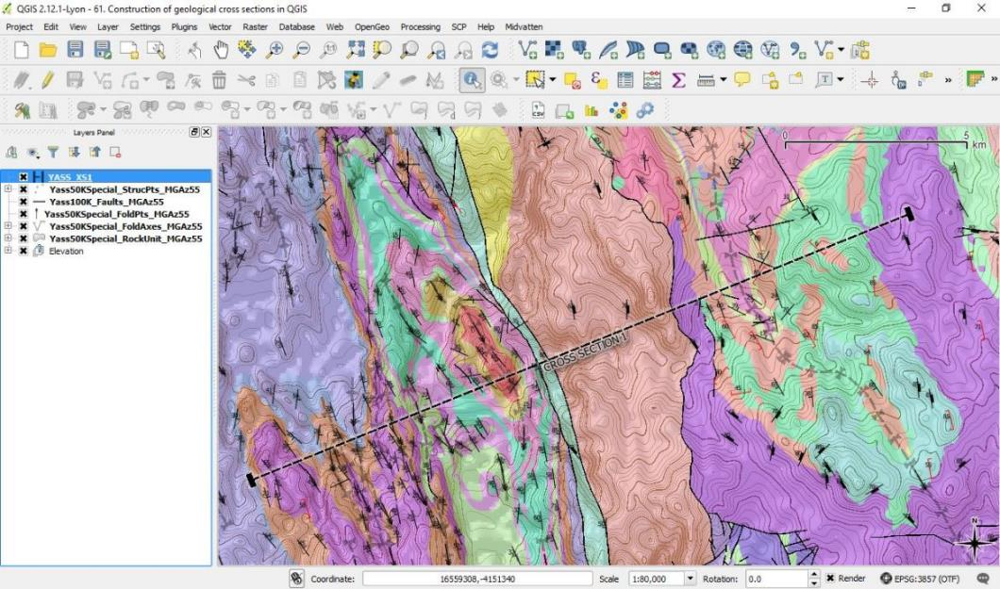 QGIS 2.12.1-Lyon - 61. Construction of geological cross sections in QGIS
Project Edit View Layer Settings Plugins Vector Raster Database Web OpenGeo Processing SCP Help Midvatten
CSV
Layers Panel
YASS_XS1
Yass50KSpecial_StrucPts_MGAz55
Yass100K_Faults_MGAz55
Yass50KSpecial_FoldPts_MGAz55
Yass50KSpecial_FoldAxes_MGAz55
Yass50KSpecial_RockUnit_MGAz55
Elevation
0 5 km
CROSS SECTION 1
N
Coordinate: 16559308,-4151340 Scale 1:80,000 Rotation: 0.0 Render EPSG:3857 (OTF)